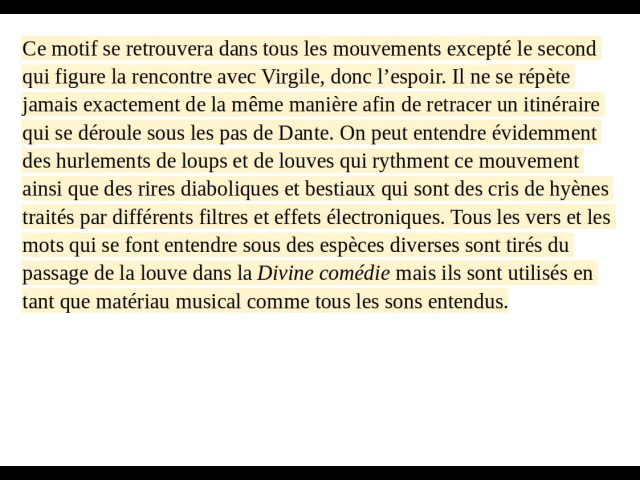 Ce motif se retrouvera dans tous les mouvements excepté le second
qui figure la rencontre avec Virgile, donc l’espoir. Il ne se répète
jamais exactement de la même manière afin de retracer un itinéraire
qui se déroule sous les pas de Dante. On peut entendre évidemment
des hurlements de loups et de louves qui rythment ce mouvement
ainsi que des rires diaboliques et bestiaux qui sont des cris de hyènes
traités par différents filtres et effets électroniques. Tous les vers et les
mots qui se font entendre sous des espèces diverses sont tirés du
passage de la louve dans la Divine comédie mais ils sont utilisés en
tant que matériau musical comme tous les sons entendus.